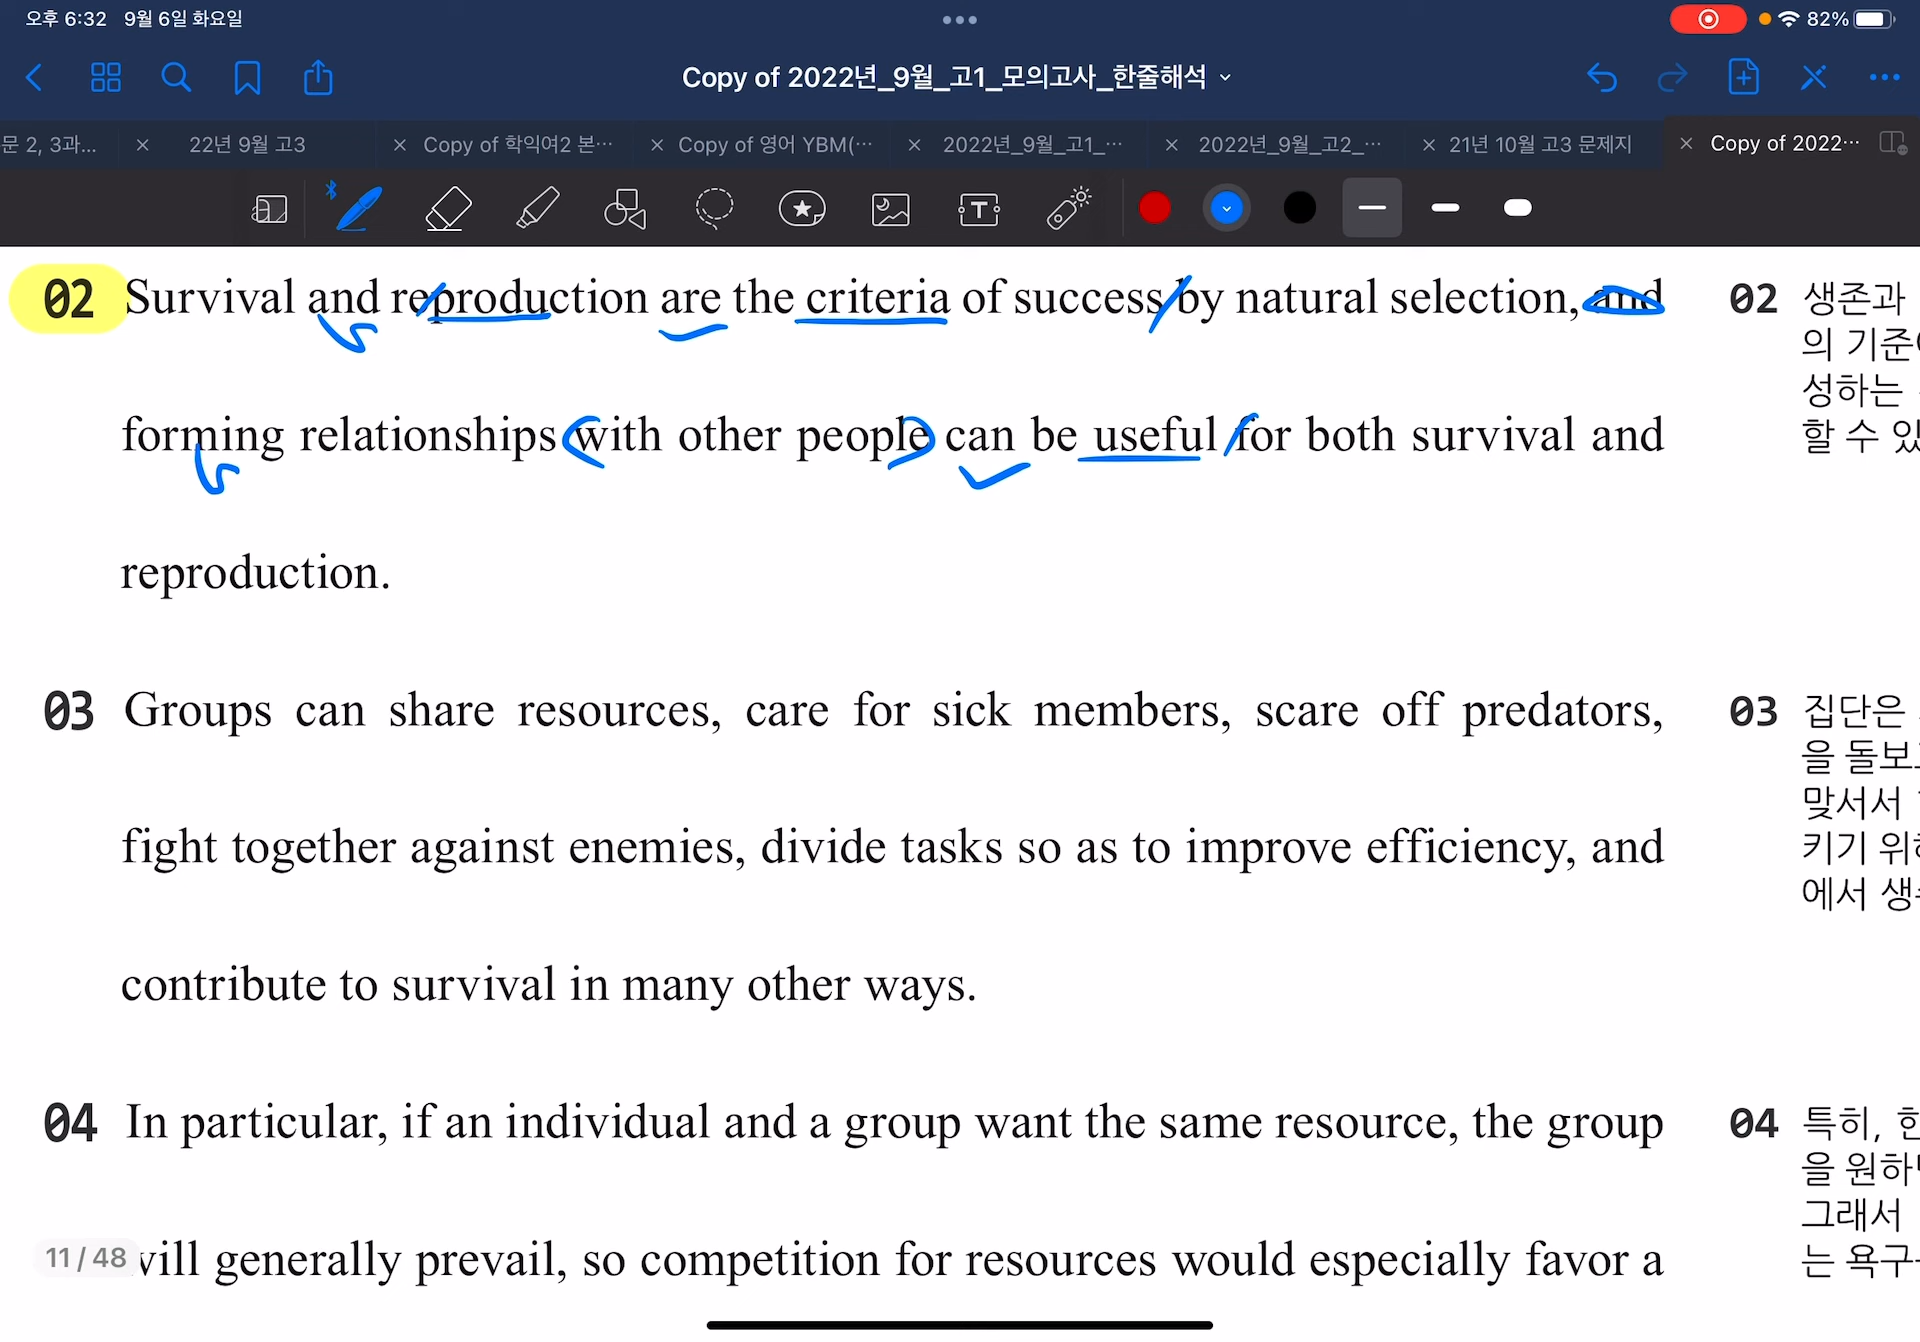 오후 6:32 9월 6일 화요일
82%
Copy of 2022년_9월_고1_모의고사_한줄해석
문 2, 3과... 22년 9월 고3 Copy of 학익여2 본... Copy of 영어 YBM(... 2022년_9월_고1_... 2022년_9월_고2_... 21년 10월 고3 문제지 Copy of 2022...
02 Survival and reproduction are the criteria of success by natural selection, and
forming relationships with other people can be useful for both survival and
reproduction.
03 Groups can share resources, care for sick members, scare off predators,
fight together against enemies, divide tasks so as to improve efficiency, and
contribute to survival in many other ways.
04 In particular, if an individual and a group want the same resource, the group
will generally prevail, so competition for resources would especially favor a
11 / 48
02 생존과
의 기준
성하는
할 수 있
03 집단은
을 돌보
맞서서
키기 위
에서 생
04 특히, 한
을 원하
그래서
는 욕구